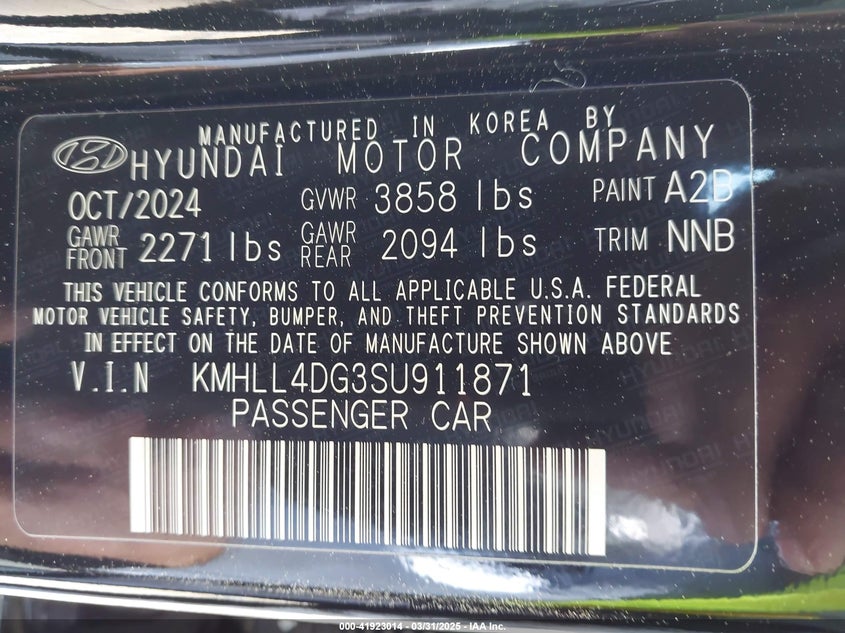 MANUFACTURED IN KOREA BY
HYUNDAI MOTOR COMPANY
OCT/2024 GVWR 3858 lbs PAINT A2B
GAWR FRONT 2271 lbs GAWR REAR 2094 lbs TRIM NNB
THIS VEHICLE CONFORMS TO ALL APPLICABLE U.S.A. FEDERAL
MOTOR VEHICLE SAFETY, BUMPER, AND THEFT PREVENTION STANDARDS
IN EFFECT ON THE DATE OF MANUFACTURE SHOWN ABOVE
V.I.N KMHLL4DG3SU911871
PASSENGER CAR
000-41923014 - 03/31/2025 - IAA Inc.